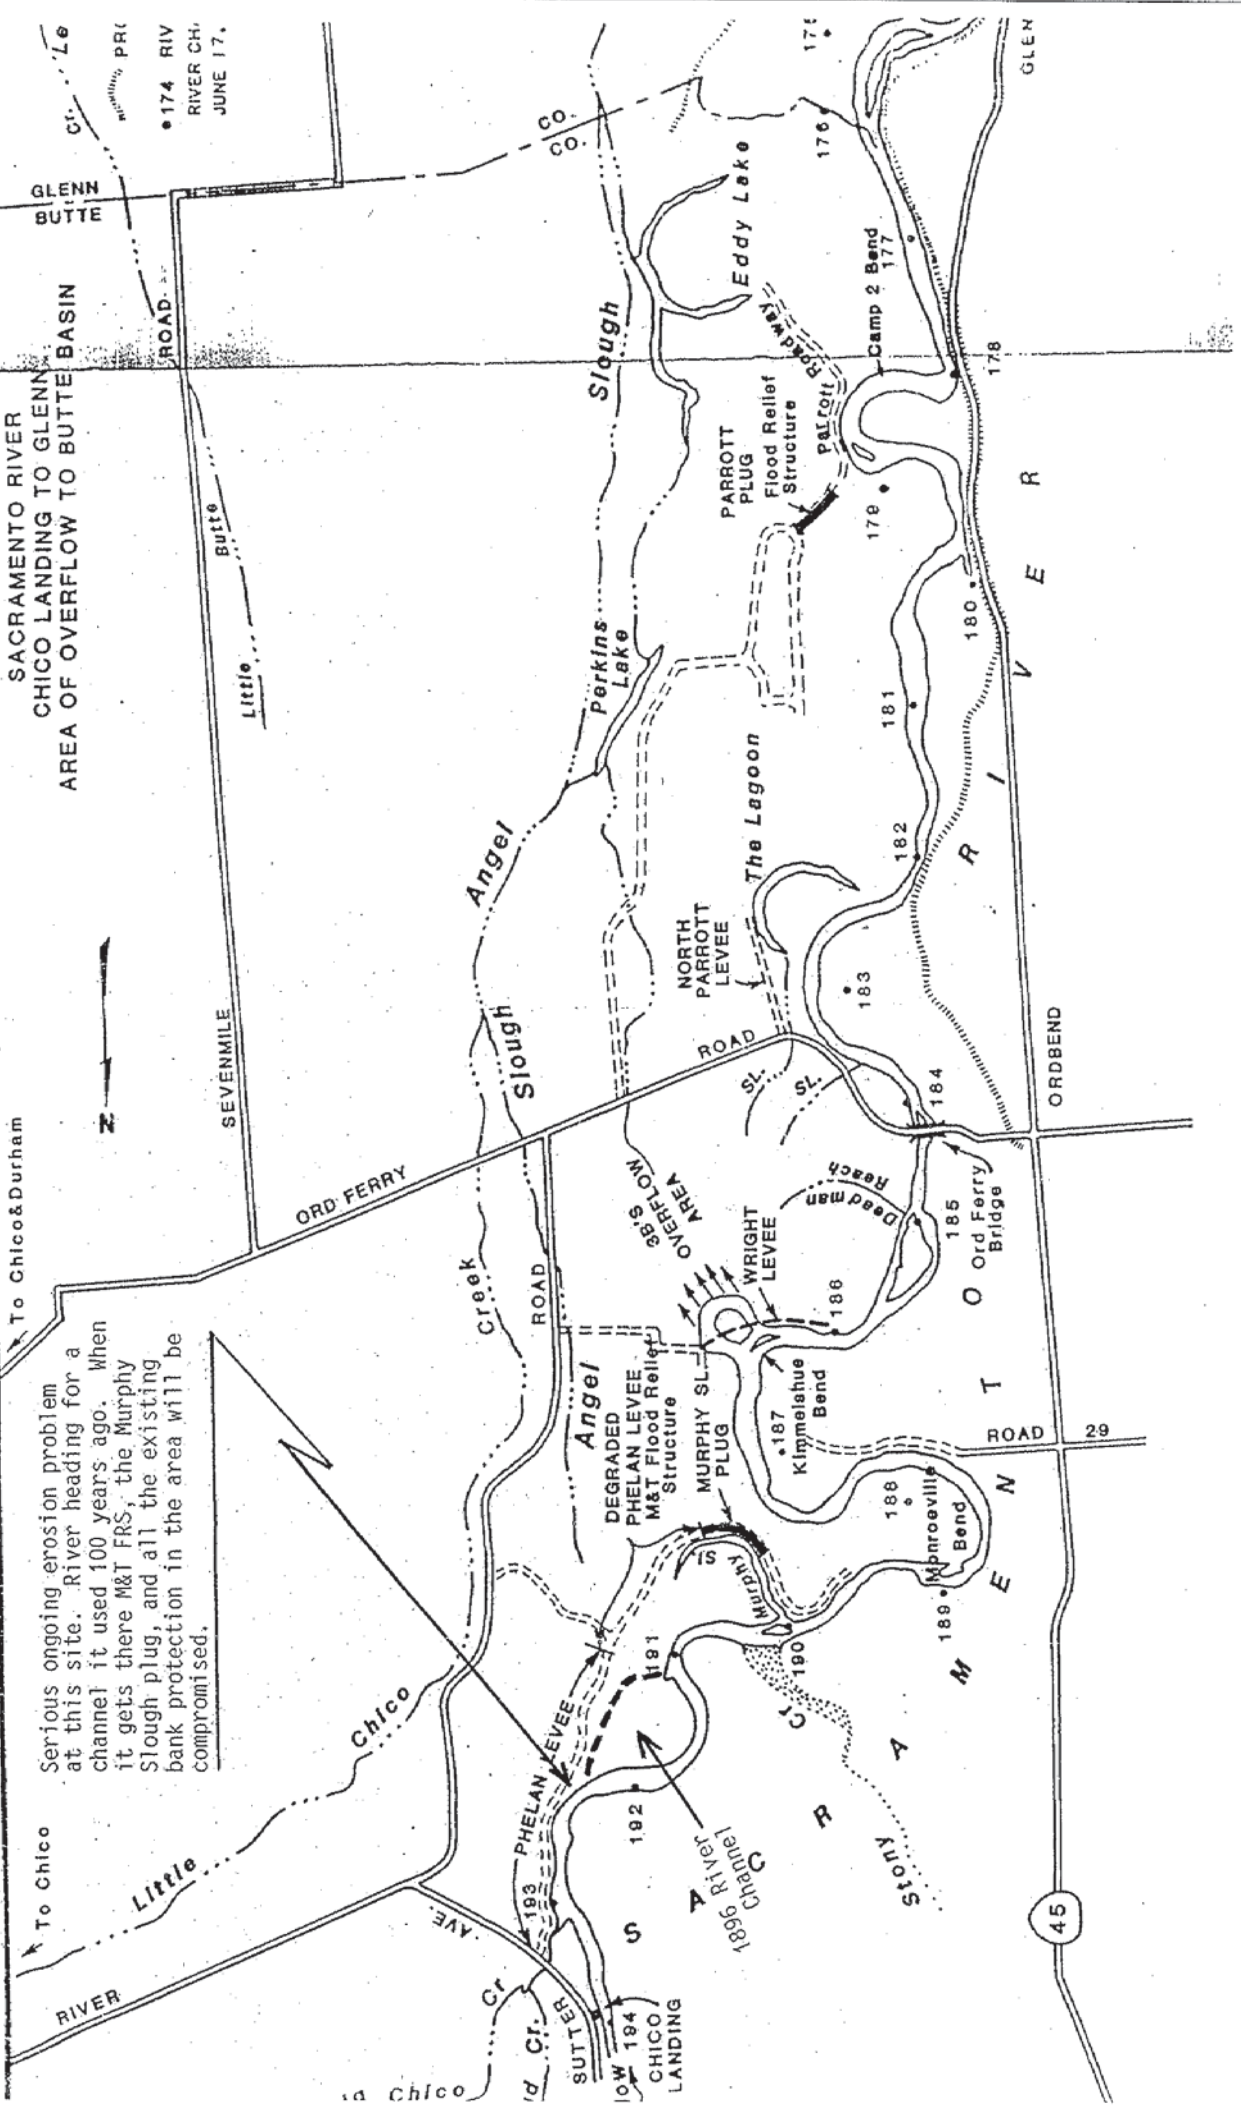 SACRAMENTO RIVER
CHICO LANDING TO GLENN
AREA OF OVERFLOW TO BUTTE BASIN
Serious ongoing erosion problem
at this site. River heading for a
channel it used 100 years ago. When
it gets there M&T FRS, the Murphy
Slough plug, and all the existing
bank protection in the area will be
compromised.
To Chico
To Chico & Durham
N
RIVER
ROAD
SEVENMILE
ROAD
ORD FERRY
ROAD
SUTTER
AVE.
Little
Chico
Creek
Little
Butte
Cr.
GLENN
BUTTE
CO.
CO.
PRO
174 RIV
RIVER CH
JUNE 17,
Angel
Slough
Angel
Slough
Perkins
Lake
Eddy Lake
The Lagoon
PARROTT
PLUG
Flood Relief
Structure
Parrott
Roadway
Camp 2 Bend
NORTH
PARROTT
LEVEE
SL.
SL.
3B'S
OVERFLOW
AREA
WRIGHT
LEVEE
Deadman
Reach
Ord Ferry
Bridge
ORDBEND
GLEN
DEGRADED
PHELAN LEVEE
M&T Flood Relief
Structure
MURPHY SL.
PLUG
Murphy
Sl.
Kimmelshue
Bend
Monroeville
Bend
ROAD
29
PHELAN LEVEE
1896 River
Channel
Stony
Cr
CHICO
LANDING
Cr
Cr.
Chico
SACRAMENTO
RIVER
45
176
177
178
179
180
181
182
183
184
185
186
187
188
189
190
191
192
193
194